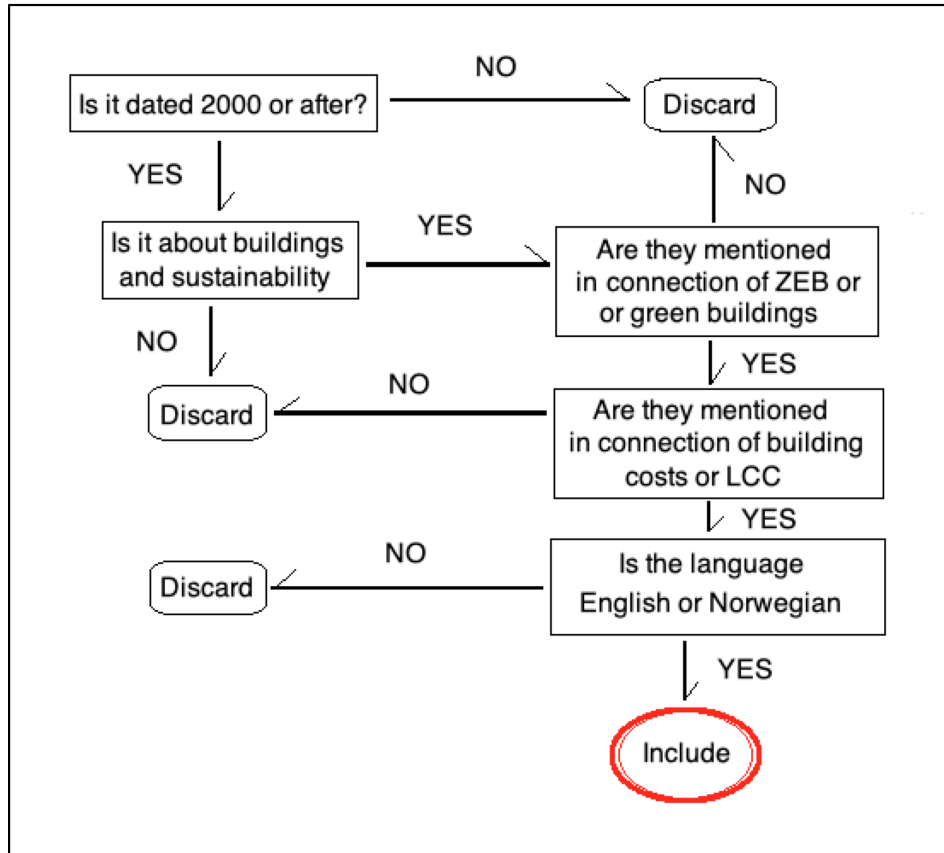 NO
Is it dated 2000 or after?
Discard
YES
NO
Is it about buildings
and sustainability
YES
Are they mentioned
in connection of ZEB or
or green buildings
NO
YES
Discard
NO
Are they mentioned
in connection of building
costs or LCC
YES
Discard
NO
Is the language
English or Norwegian
YES
Include